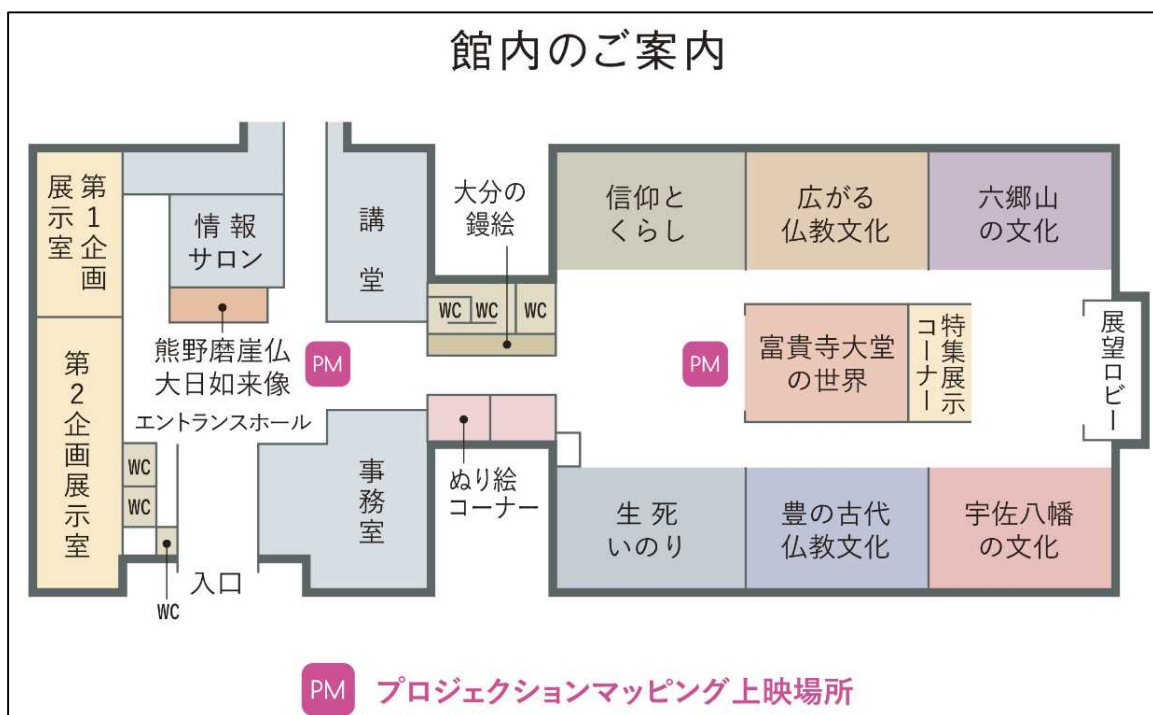 館内のご案内
第1企画
展示室
情報
サロン
講堂
大分の
鏝絵
信仰と
くらし
広がる
仏教文化
六郷山
の文化
WC
WC
WC
熊野磨崖仏
大日如来像
PM
PM
富貴寺大堂
の世界
特集展示
コーナー
展望ロビー
第2企画展示室
エントランスホール
WC
WC
WC
入口
事務室
ぬり絵
コーナー
生死
いのり
豊の古代
仏教文化
宇佐八幡
の文化
PM プロジェクションマッピング上映場所